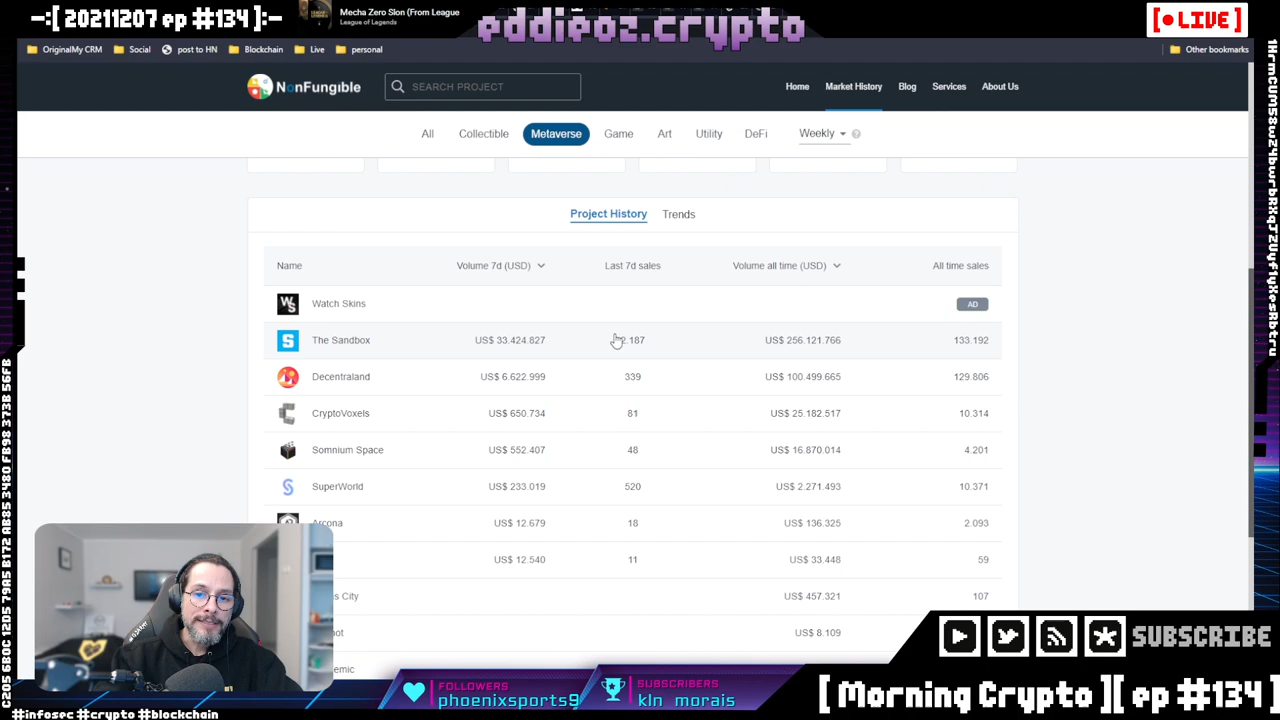 -:[ 20211207 ep #134 ]:-
Mecha Zero Sion (From League
League of Legends
eddieoz.crypto
[● LIVE]
OriginalMy CRM
Social
post to HN
Blockchain
Live
personal
Other bookmarks
NonFungible
SEARCH PROJECT
Home
Market History
Blog
Services
About Us
All
Collectible
Metaverse
Game
Art
Utility
DeFi
Weekly
Project History
Trends
Name Volume 7d (USD) Last 7d sales Volume all time (USD) All time sales
Watch Skins AD
The Sandbox US$ 33.424.827 2.187 US$ 256.121.766 133.192
Decentraland US$ 6.622.999 339 US$ 100.499.665 129.806
CryptoVoxels US$ 650.734 81 US$ 25.182.517 10.314
Somnium Space US$ 552.407 48 US$ 16.870.014 4.201
SuperWorld US$ 233.019 520 US$ 2.271.493 10.371
Arcona US$ 12.679 18 US$ 136.325 2.093
US$ 12.540 11 US$ 33.448 59
City US$ 457.321 107
US$ 8.109
SUBSCRIBE
FOLLOWERS
phoenixsports9
SUBSCRIBERS
kln morais
[ Morning Crypto ][ ep #134 ]
#infosec #crypto #blockchain